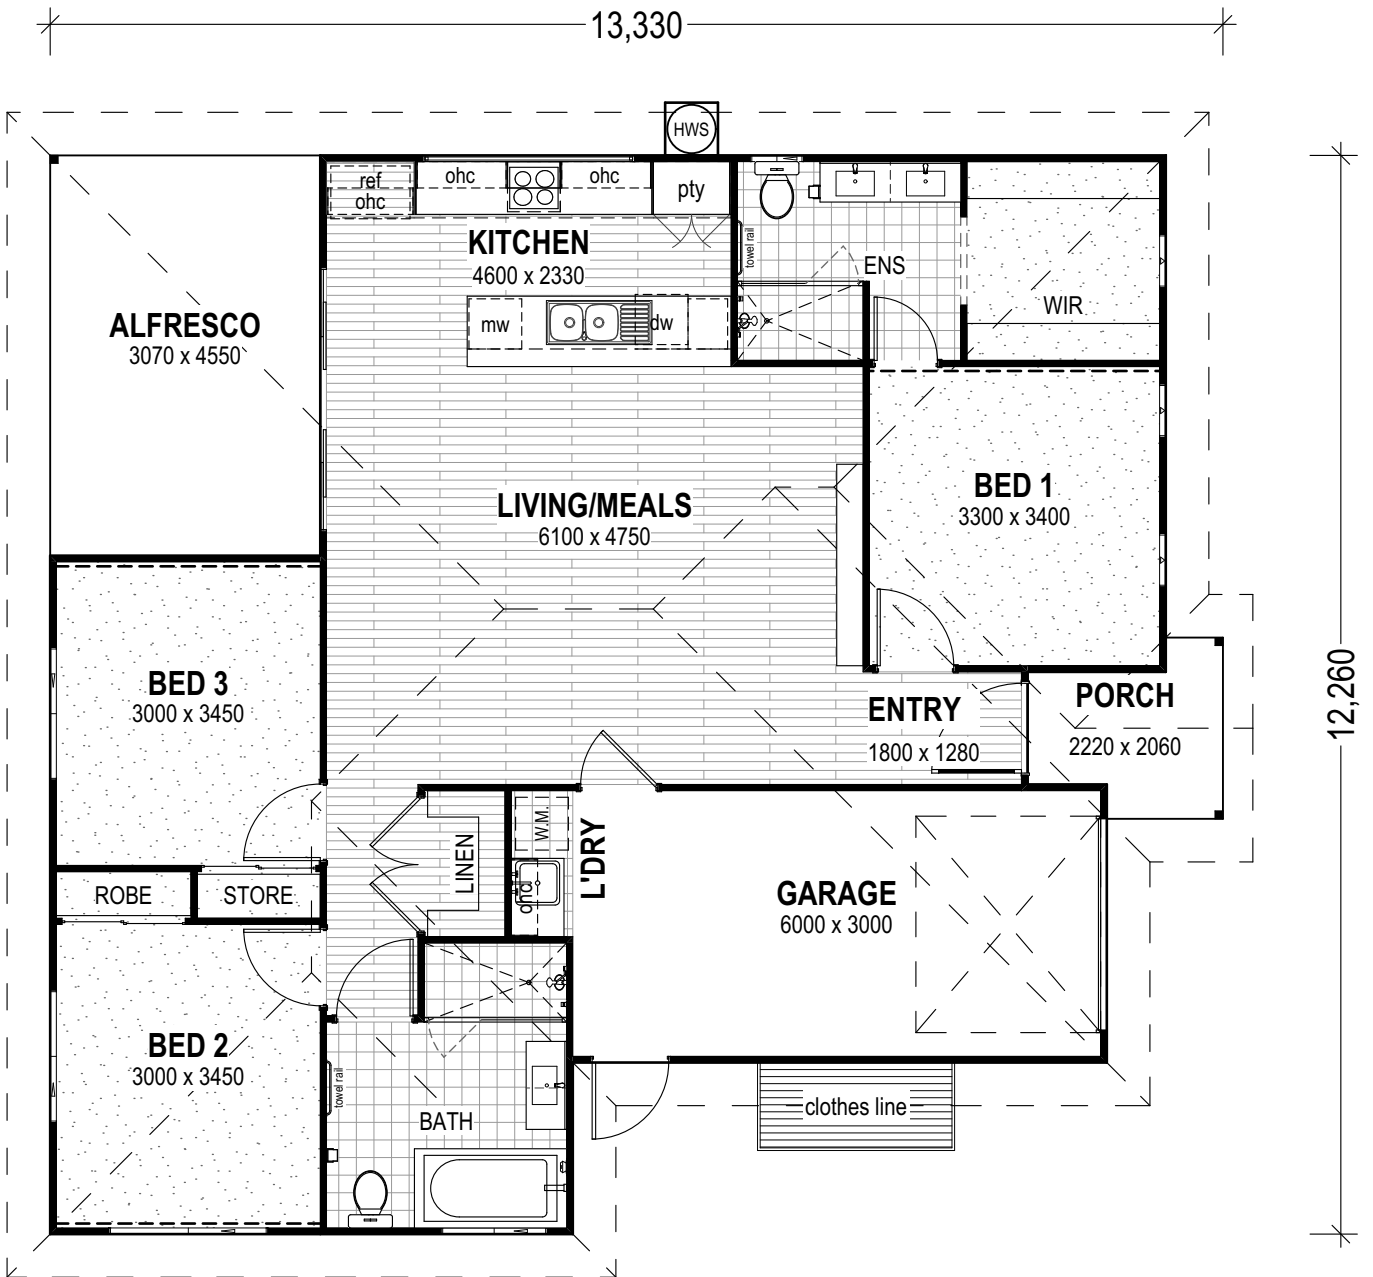 13,330
HWS
ref
ohc
ohc
ohc
pty
KITCHEN
4600 x 2330
towel rail
ENS
WIR
mw
dw
ALFRESCO
3070 x 4550
LIVING/MEALS
6100 x 4750
BED 1
3300 x 3400
12,260
BED 3
3000 x 3450
ENTRY
1800 x 1280
PORCH
2220 x 2060
W.M.
L'DRY
LINEN
ohc
ROBE
STORE
GARAGE
6000 x 3000
BED 2
3000 x 3450
towel rail
BATH
clothes line